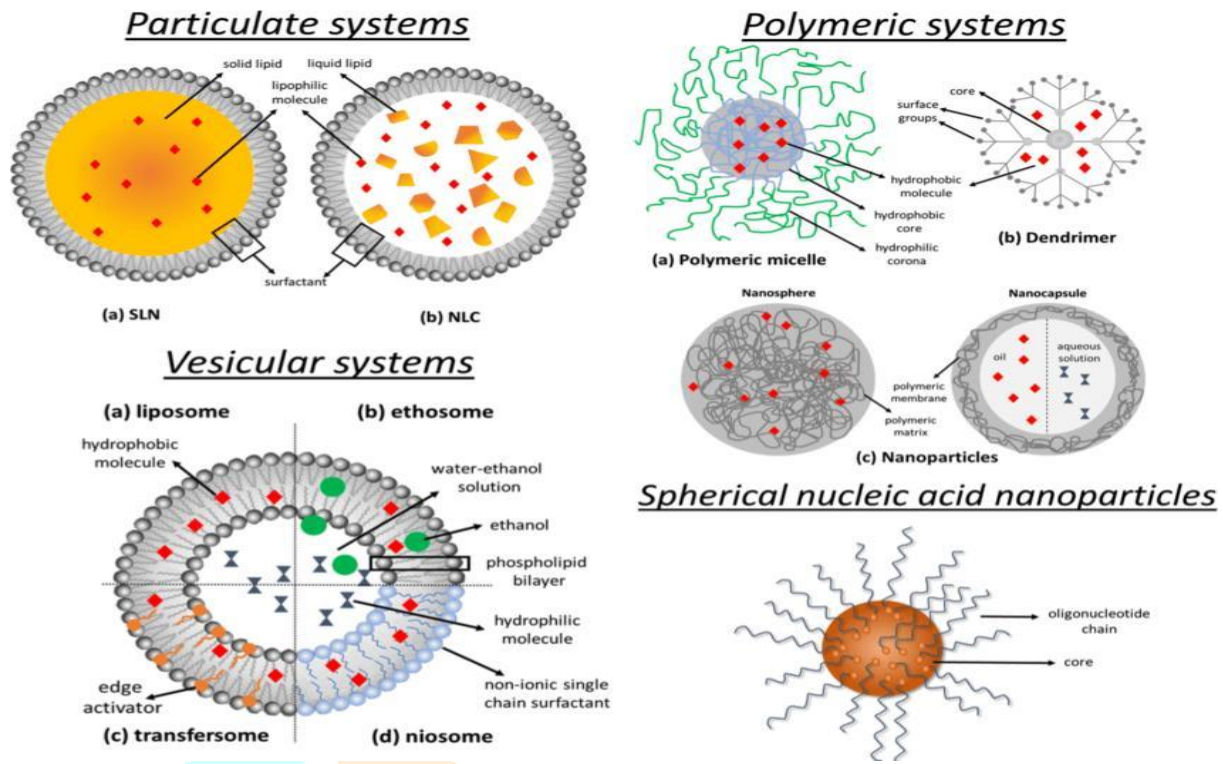 Particulate systems
solid lipid
liquid lipid
lipophilic
molecule
surfactant
(a) SLN
(b) NLC
Polymeric systems
core
surface
groups
hydrophobic
molecule
hydrophobic
core
hydrophilic
corona
(a) Polymeric micelle
(b) Dendrimer
Nanosphere
Nanocapsule
oil
aqueous
solution
polymeric
membrane
polymeric
matrix
(c) Nanoparticles
Vesicular systems
(a) liposome
(b) ethosome
hydrophobic
molecule
water-ethanol
solution
ethanol
phospholipid
bilayer
hydrophilic
molecule
edge
activator
non-ionic single
chain surfactant
(c) transfersome
(d) niosome
Spherical nucleic acid nanoparticles
oligonucleotide
chain
core